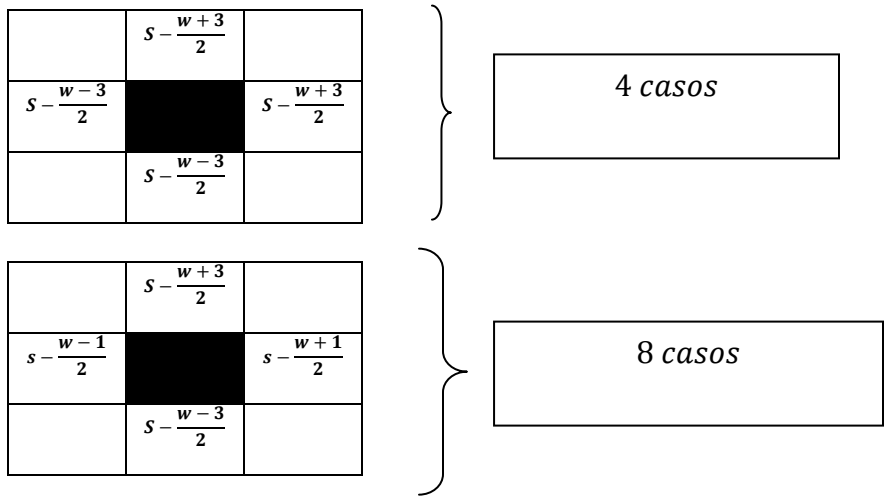 S − (w + 3)/2
S − (w − 3)/2
S − (w + 3)/2
S − (w − 3)/2
4 casos
S − (w + 3)/2
s − (w − 1)/2
s − (w + 1)/2
S − (w − 3)/2
8 casos